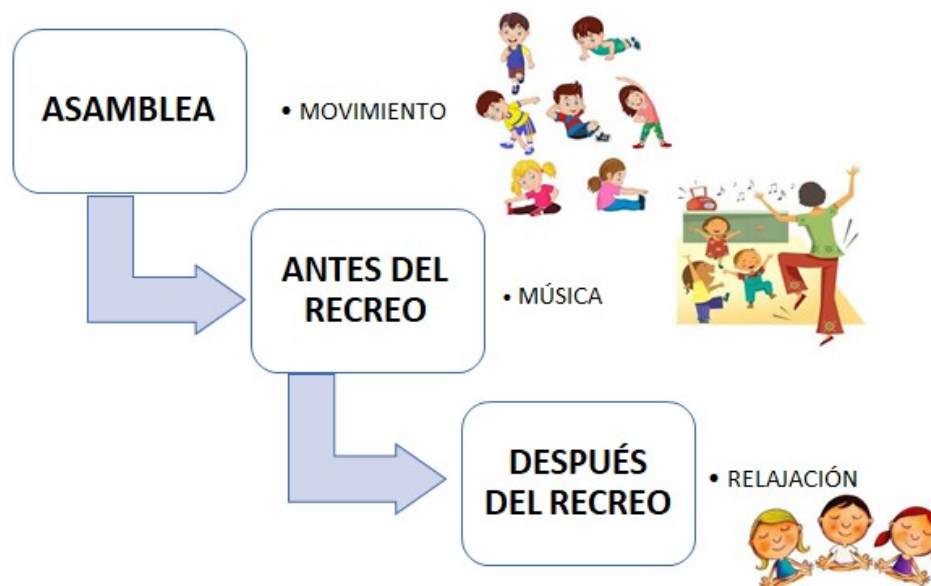 ASAMBLEA
• MOVIMIENTO
ANTES DEL
RECREO
• MÚSICA
DESPUÉS
DEL RECREO
• RELAJACIÓN